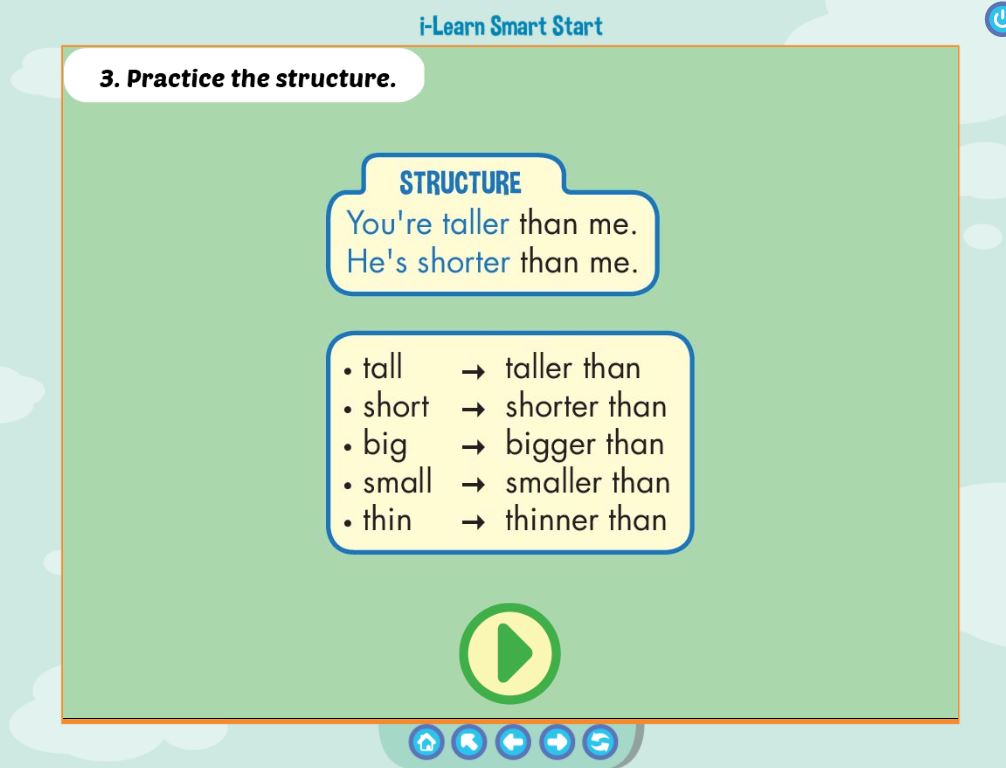 i-Learn Smart Start
3. Practice the structure.
STRUCTURE
You're taller than me.
He's shorter than me.
• tall → taller than
• short → shorter than
• big → bigger than
• small → smaller than
• thin → thinner than